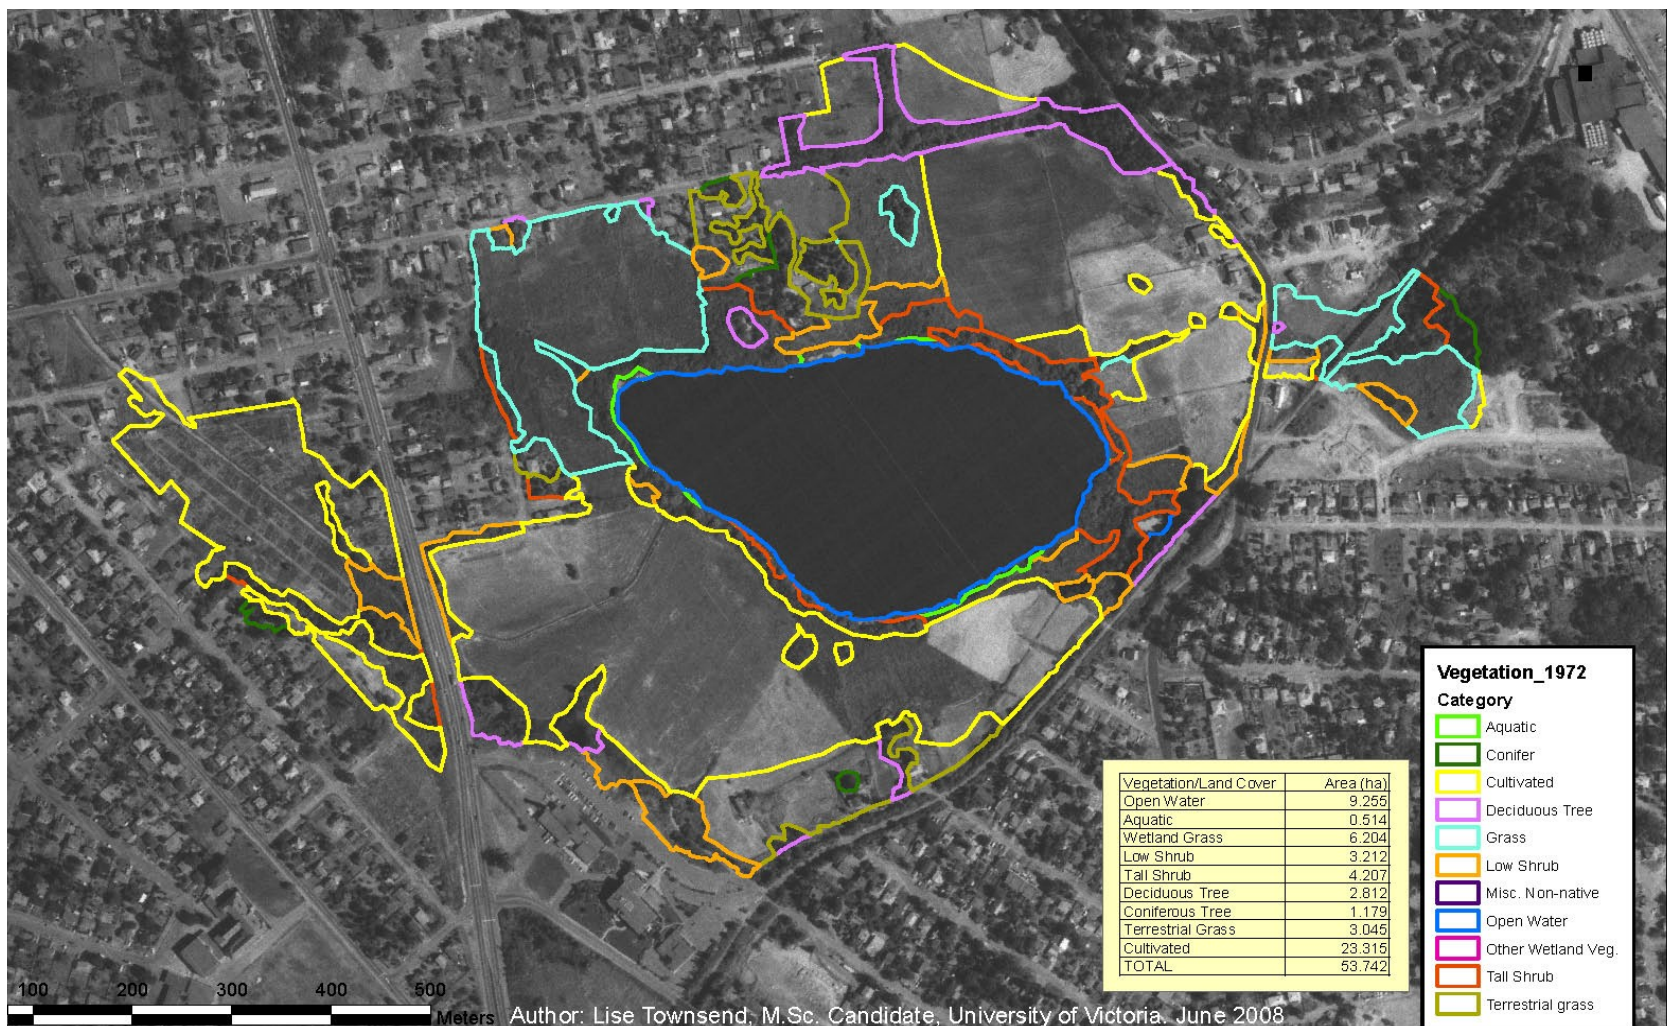 Vegetation_1972
Category
Aquatic
Conifer
Cultivated
Deciduous Tree
Grass
Low Shrub
Misc. Non-native
Open Water
Other Wetland Veg.
Tall Shrub
Terrestrial grass
Vegetation/Land Cover Area (ha)
Open Water 9.255
Aquatic 0.514
Wetland Grass 6.204
Low Shrub 3.212
Tall Shrub 4.207
Deciduous Tree 2.812
Coniferous Tree 1.179
Terrestrial Grass 3.045
Cultivated 23.315
TOTAL 53.742
100 200 300 400 500
Meters
Author: Lise Townsend, M.Sc. Candidate, University of Victoria. June 2008